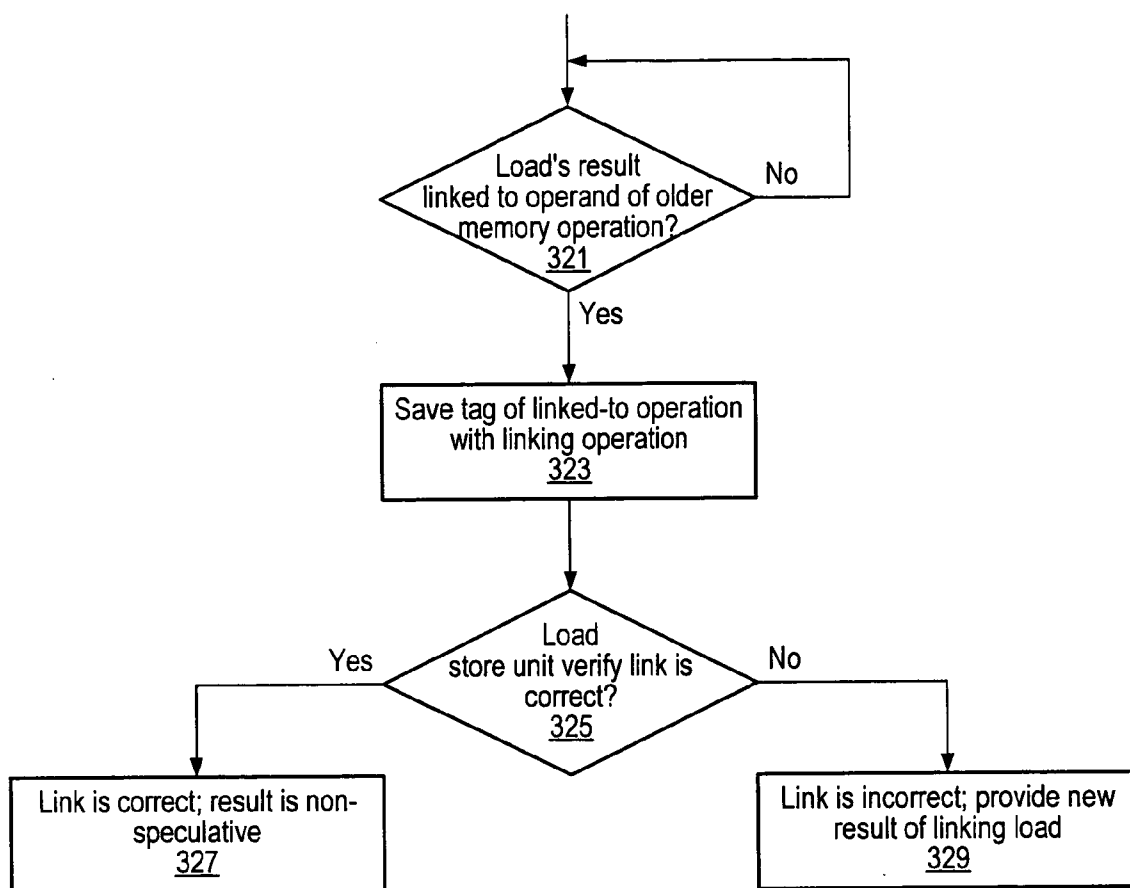 Load's result
linked to operand of older
memory operation?
321
No
Yes
Save tag of linked-to operation
with linking operation
323
Load
store unit verify link is
correct?
325
Yes
No
Link is correct; result is non-
speculative
327
Link is incorrect; provide new
result of linking load
329